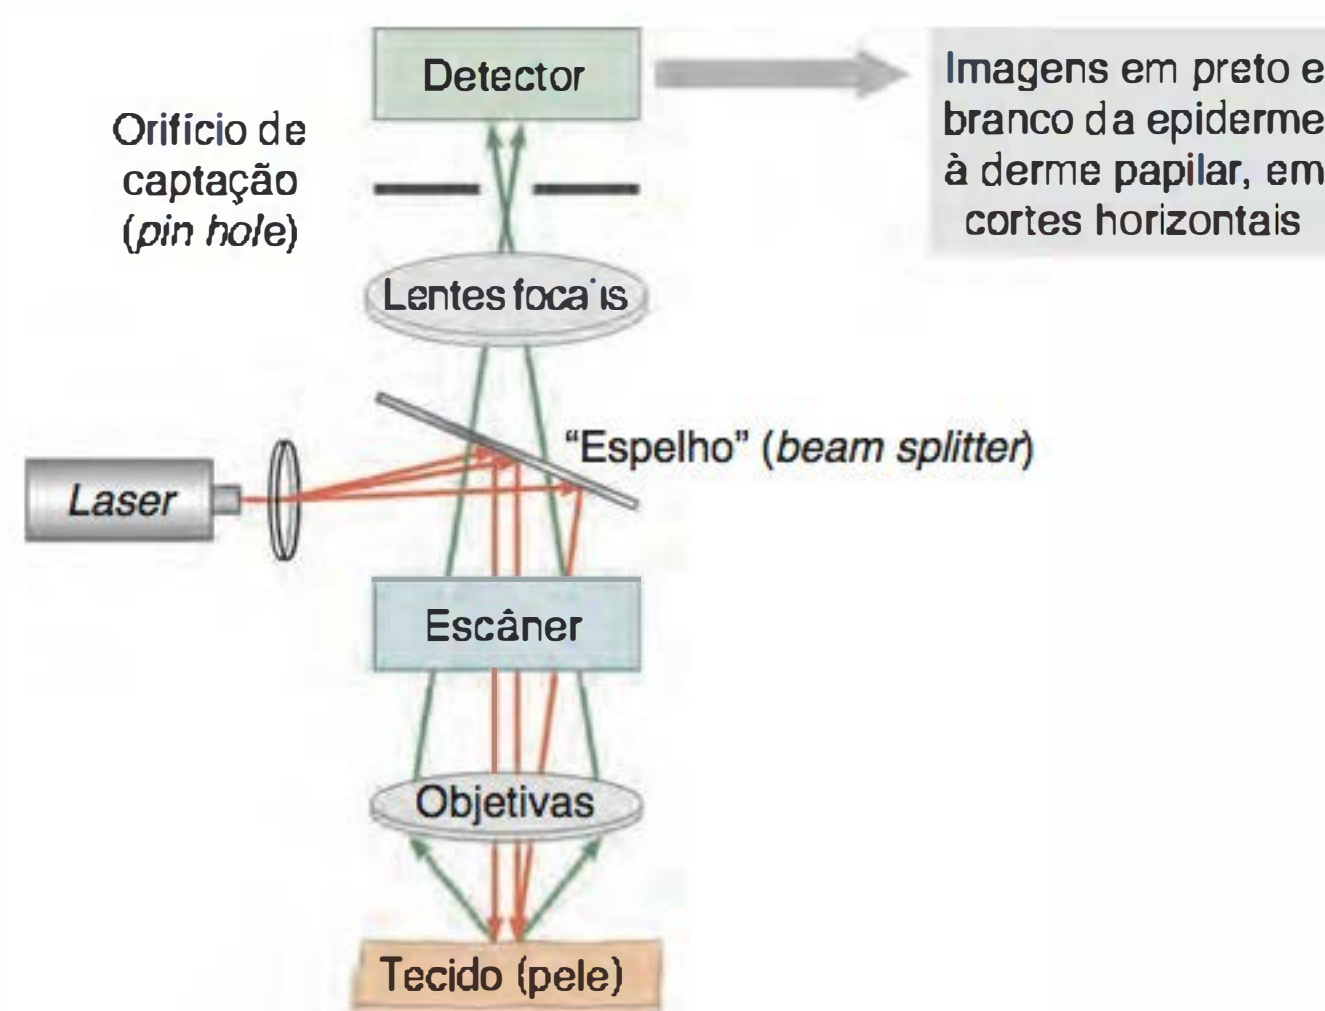 Detector
Imagens em preto e
branco da epiderme
à derme papilar, em
cortes horizontais
Orifício de
captação
(pin hole)
Lentes focais
"Espelho" (beam splitter)
Laser
Escâner
Objetivas
Tecido (pele)